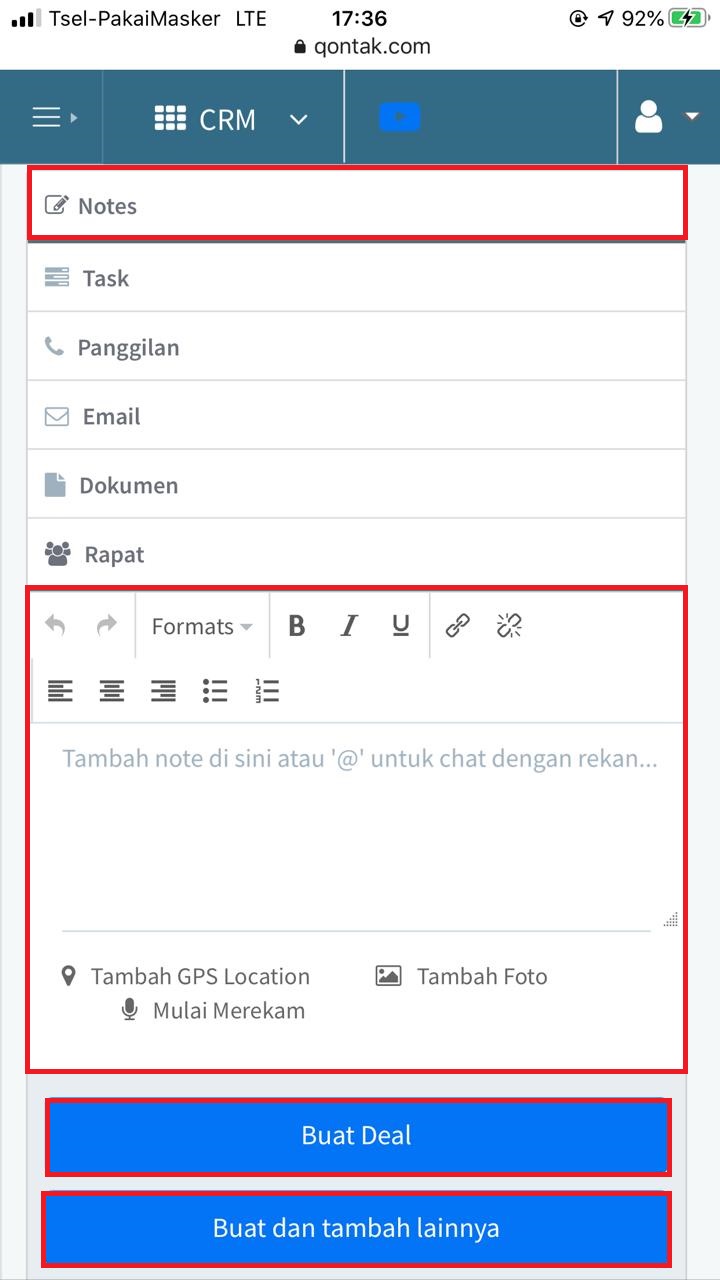 Tsel-PakaiMasker LTE 17:36 92%
qontak.com
CRM
Notes
Task
Panggilan
Email
Dokumen
Rapat
Formats B I U
Tambah note di sini atau '@' untuk chat dengan rekan...
Tambah GPS Location Tambah Foto
Mulai Merekam
Buat Deal
Buat dan tambah lainnya